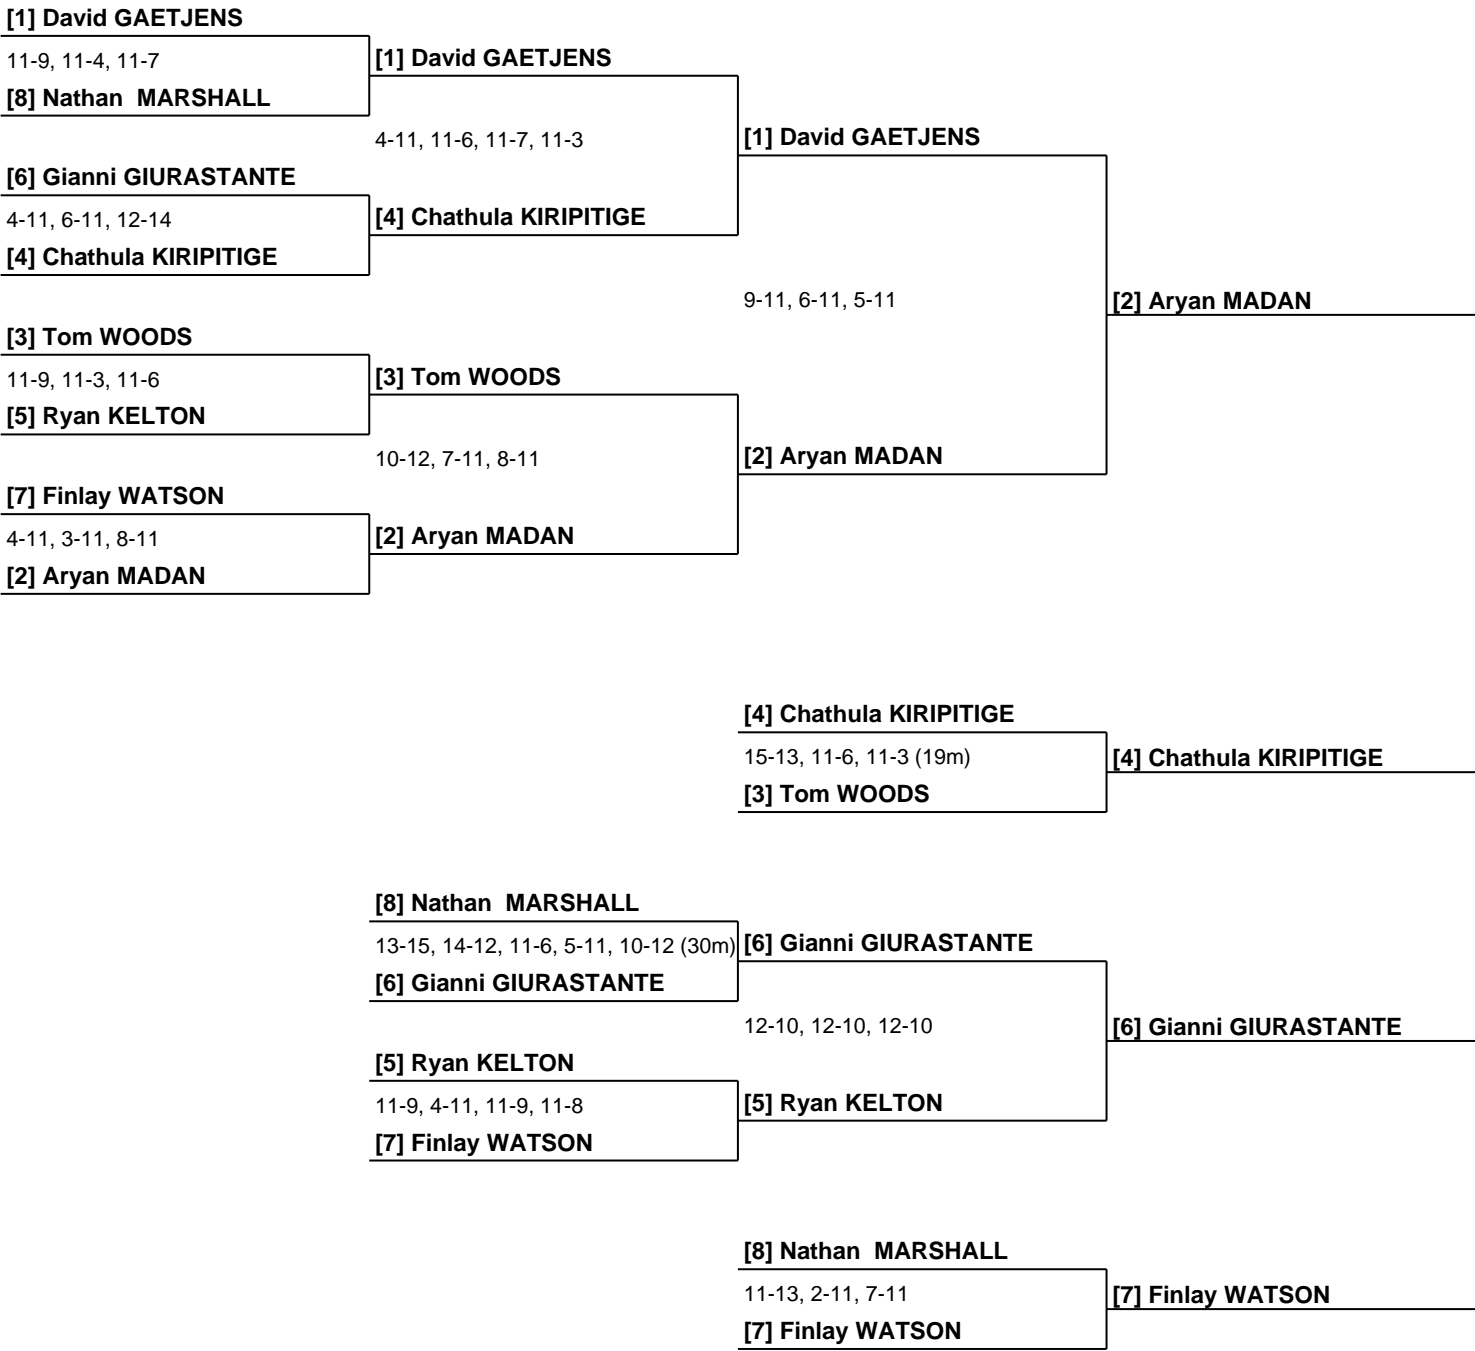 [1] David GAETJENS
11-9, 11-4, 11-7
[8] Nathan  MARSHALL
[6] Gianni GIURASTANTE
4-11, 6-11, 12-14
[4] Chathula KIRIPITIGE
[3] Tom WOODS
11-9, 11-3, 11-6
[5] Ryan KELTON
[7] Finlay WATSON
4-11, 3-11, 8-11
[2] Aryan MADAN
[1] David GAETJENS
4-11, 11-6, 11-7, 11-3
[4] Chathula KIRIPITIGE
[3] Tom WOODS
10-12, 7-11, 8-11
[2] Aryan MADAN
[1] David GAETJENS
9-11, 6-11, 5-11
[2] Aryan MADAN
[2] Aryan MADAN
[4] Chathula KIRIPITIGE
15-13, 11-6, 11-3 (19m)
[3] Tom WOODS
[4] Chathula KIRIPITIGE
[8] Nathan  MARSHALL
13-15, 14-12, 11-6, 5-11, 10-12 (30m)
[6] Gianni GIURASTANTE
[5] Ryan KELTON
11-9, 4-11, 11-9, 11-8
[7] Finlay WATSON
[6] Gianni GIURASTANTE
12-10, 12-10, 12-10
[5] Ryan KELTON
[6] Gianni GIURASTANTE
[8] Nathan  MARSHALL
11-13, 2-11, 7-11
[7] Finlay WATSON
[7] Finlay WATSON